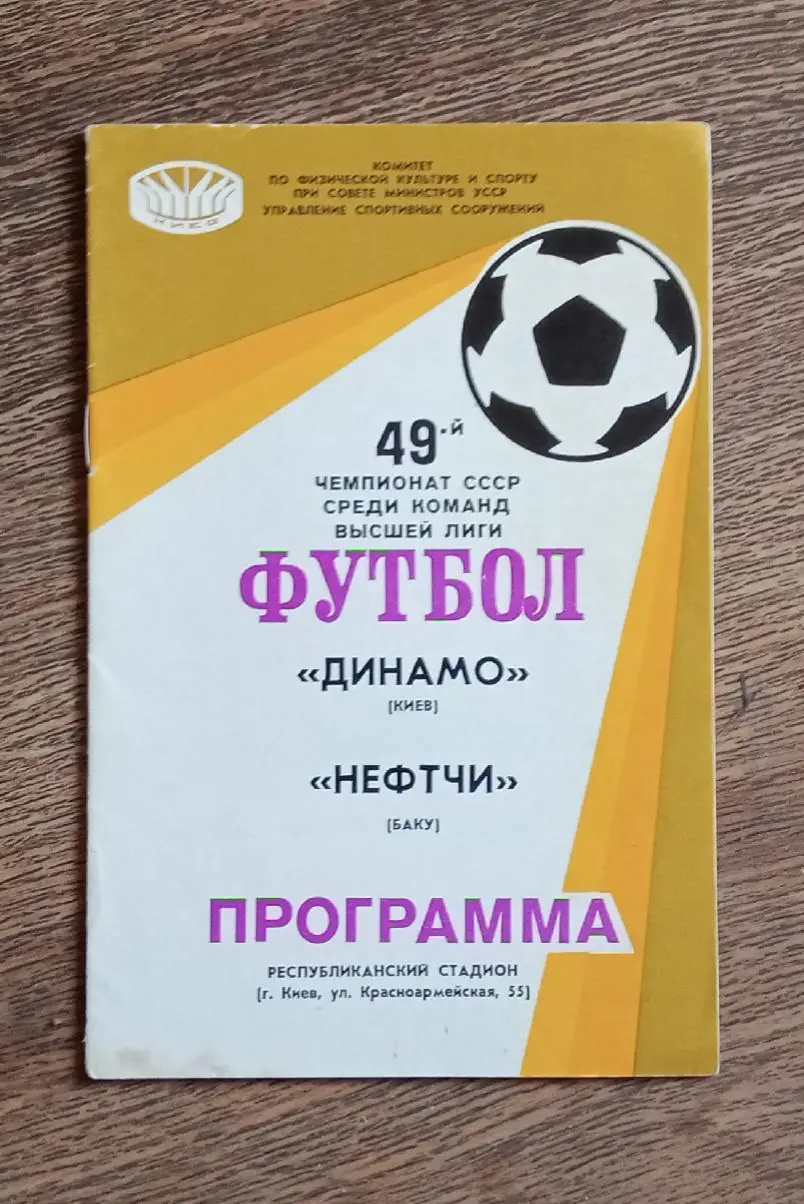 КОМИТЕТ
ПО ФИЗИЧЕСКОЙ КУЛЬТУРЕ И СПОРТУ
ПРИ СОВЕТЕ МИНИСТРОВ УССР
УПРАВЛЕНИЕ СПОРТИВНЫХ СООРУЖЕНИЙ
НИКС
49-й
ЧЕМПИОНАТ СССР
СРЕДИ КОМАНД
ВЫСШЕЙ ЛИГИ
ФУТБОЛ
«ДИНАМО»
(КИЕВ)
«НЕФТЧИ»
(БАКУ)
ПРОГРАММА
РЕСПУБЛИКАНСКИЙ СТАДИОН
(г. Киев, ул. Красноармейская, 55)